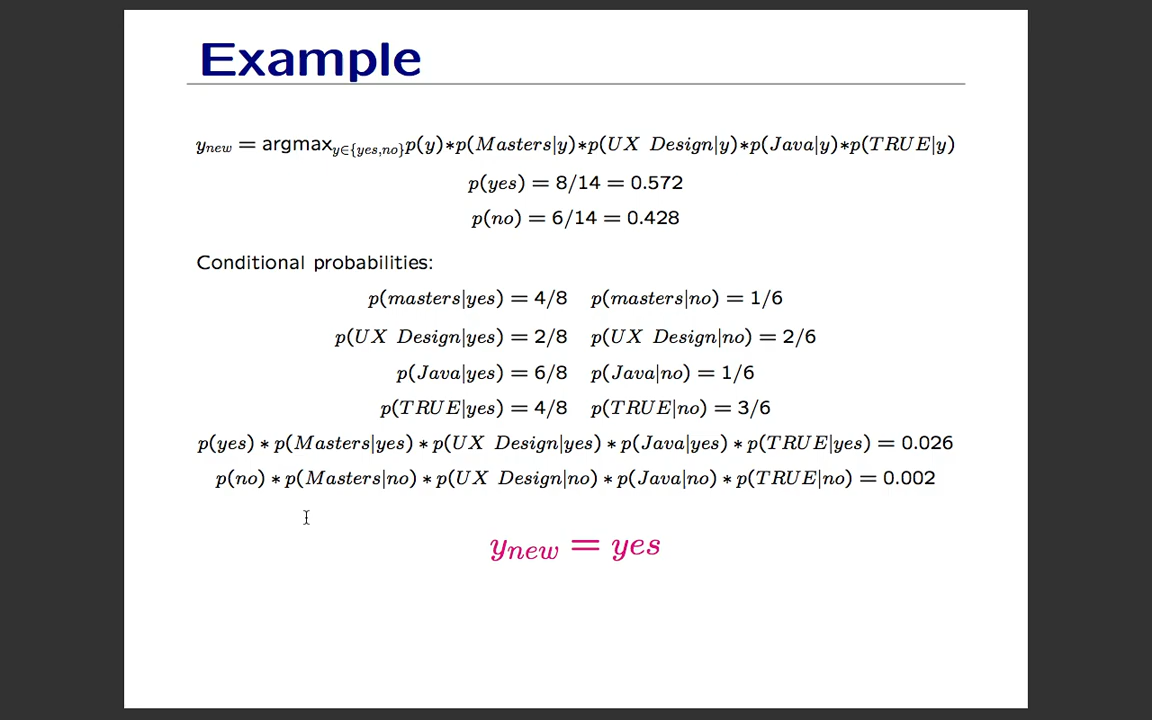 Example
y_new = argmax_{y∈{yes,no}} p(y)∗p(Masters|y)∗p(UX Design|y)∗p(Java|y)∗p(TRUE|y)
p(yes) = 8/14 = 0.572
p(no) = 6/14 = 0.428
Conditional probabilities:
p(masters|yes) = 4/8 p(masters|no) = 1/6
p(UX Design|yes) = 2/8 p(UX Design|no) = 2/6
p(Java|yes) = 6/8 p(Java|no) = 1/6
p(TRUE|yes) = 4/8 p(TRUE|no) = 3/6
p(yes) ∗ p(Masters|yes) ∗ p(UX Design|yes) ∗ p(Java|yes) ∗ p(TRUE|yes) = 0.026
p(no) ∗ p(Masters|no) ∗ p(UX Design|no) ∗ p(Java|no) ∗ p(TRUE|no) = 0.002
y_new = yes